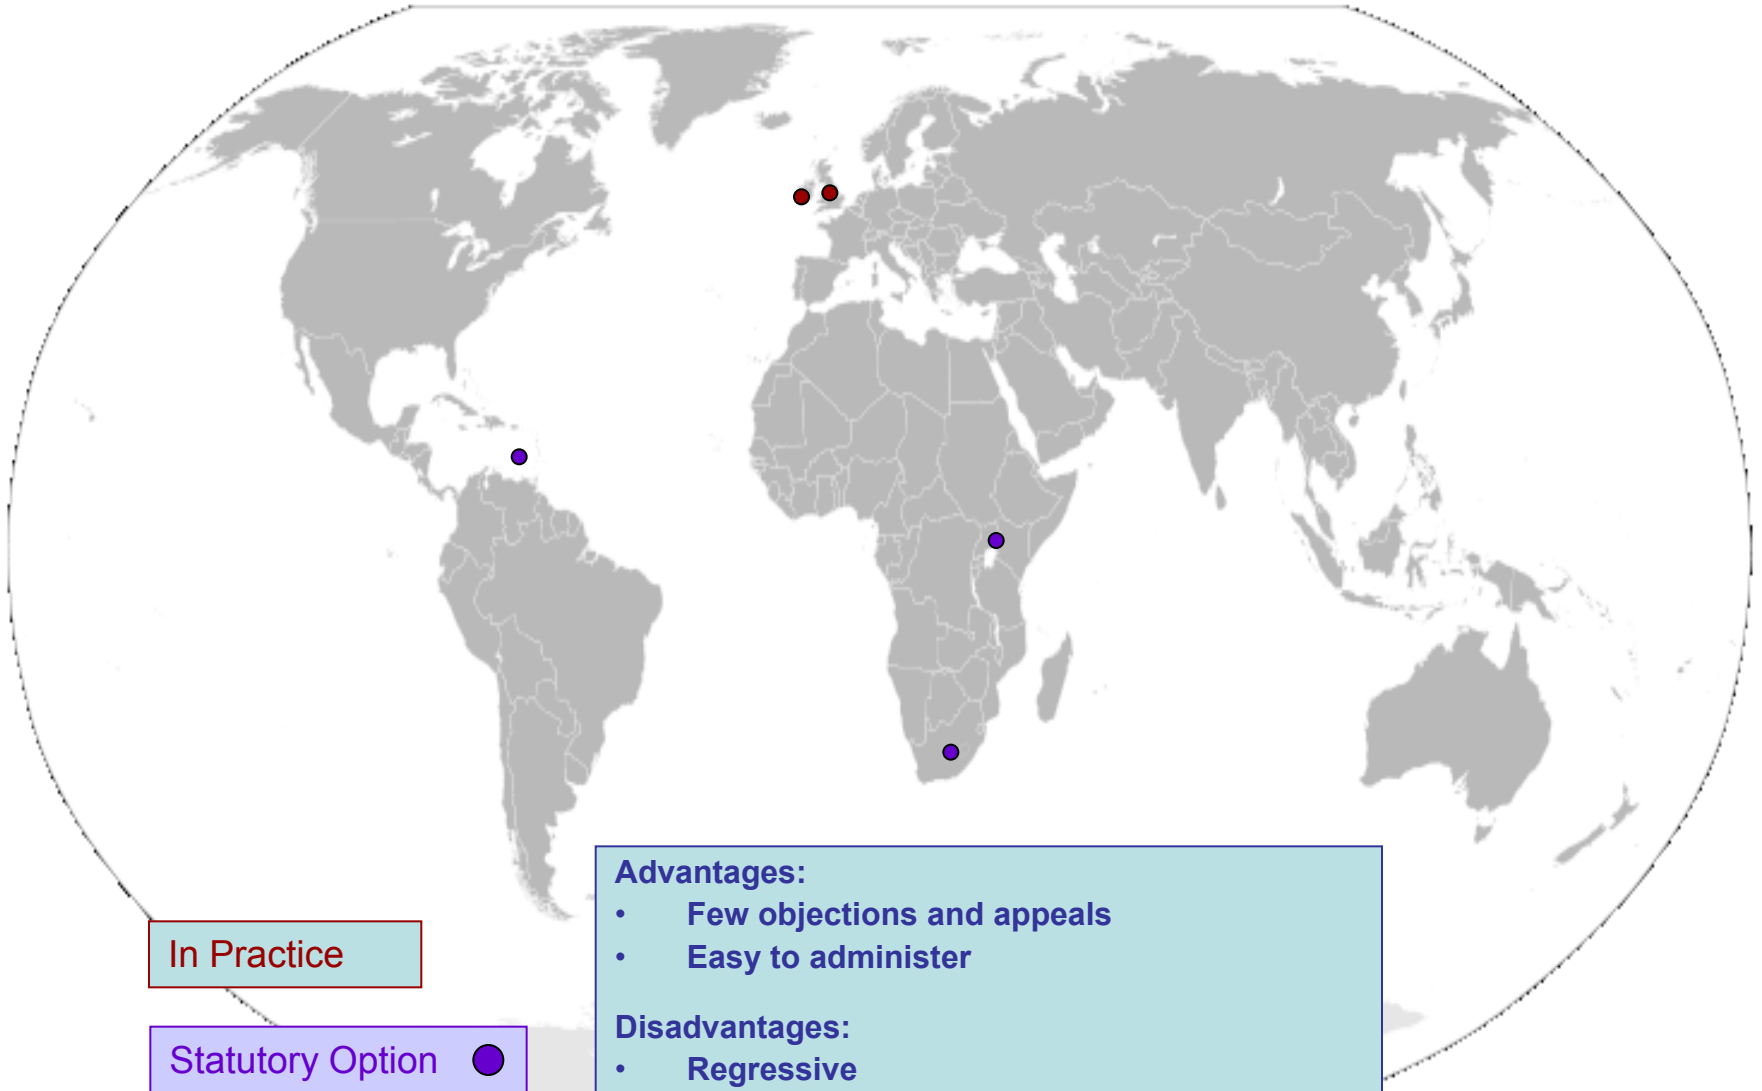 In Practice
Statutory Option
Advantages:
• Few objections and appeals
• Easy to administer
Disadvantages:
• Regressive